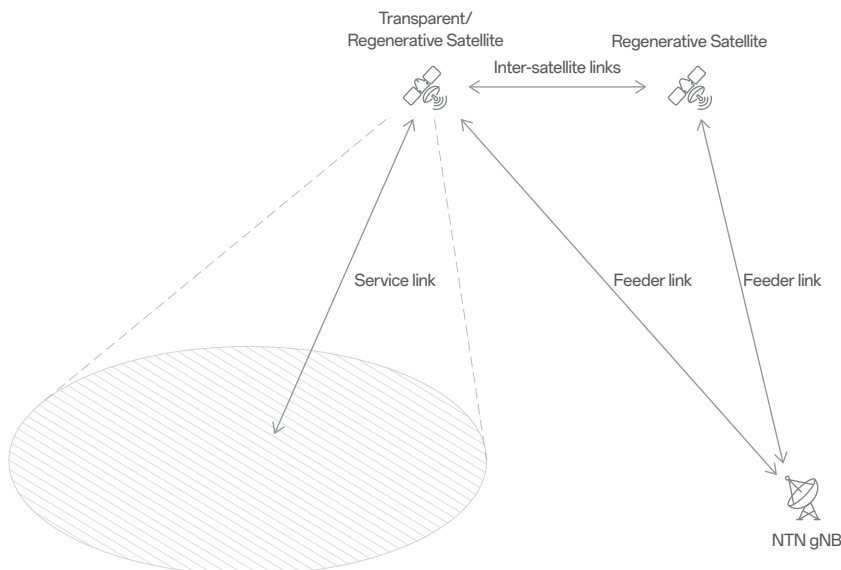 Transparent/
Regenerative Satellite
Regenerative Satellite
Inter-satellite links
Service link
Feeder link
Feeder link
NTN gNB